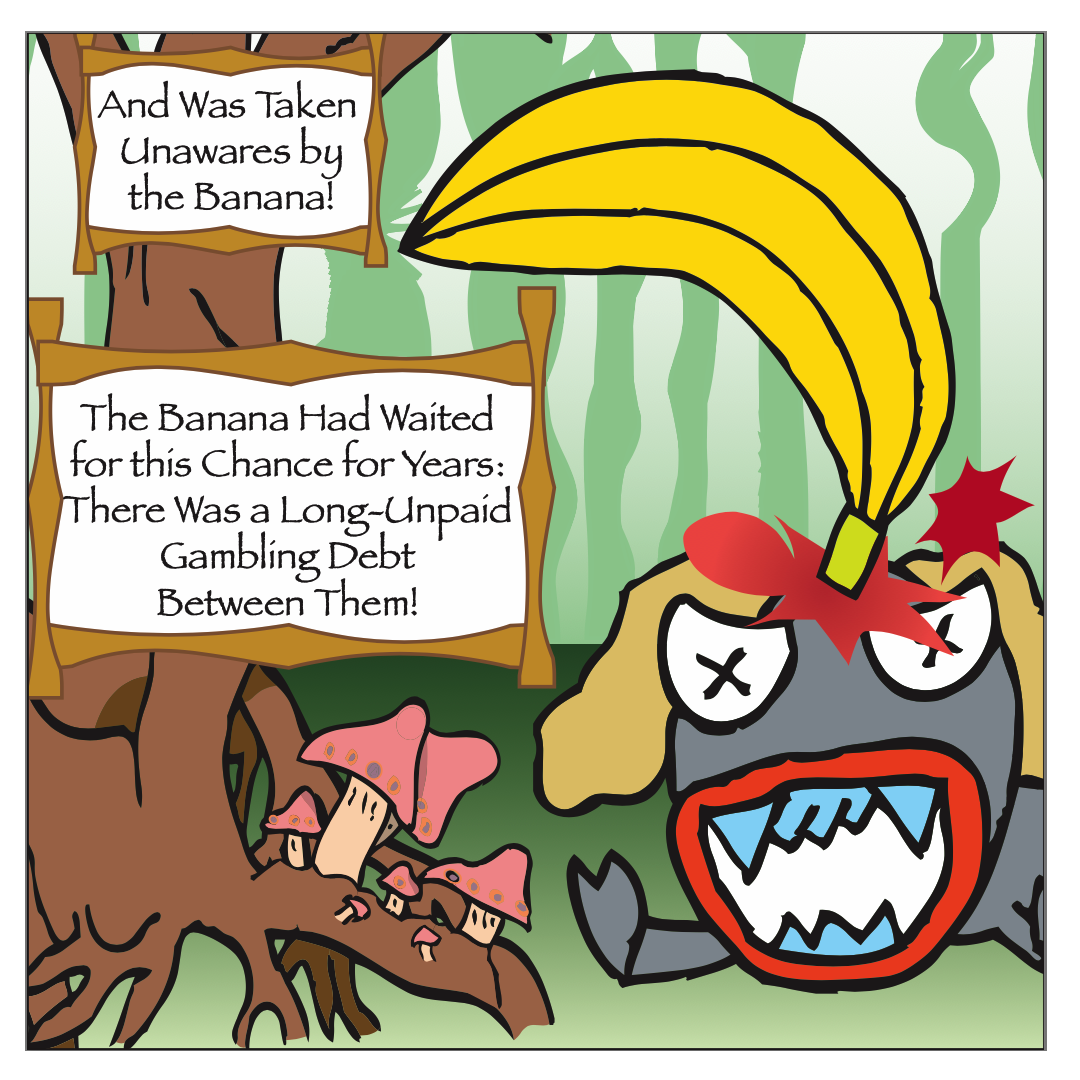 And Was Taken
Unawares by
the Banana!
The Banana Had Waited
for this Chance for Years:
There Was a Long-Unpaid
Gambling Debt
Between Them!